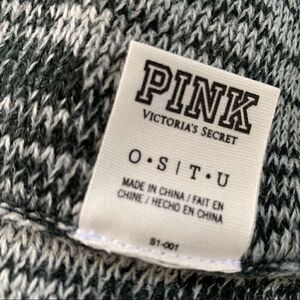 PINK
VICTORIA'S SECRET
O•S|T•U
MADE IN CHINA / FAIT EN
CHINE / HECHO EN CHINA
S1-001